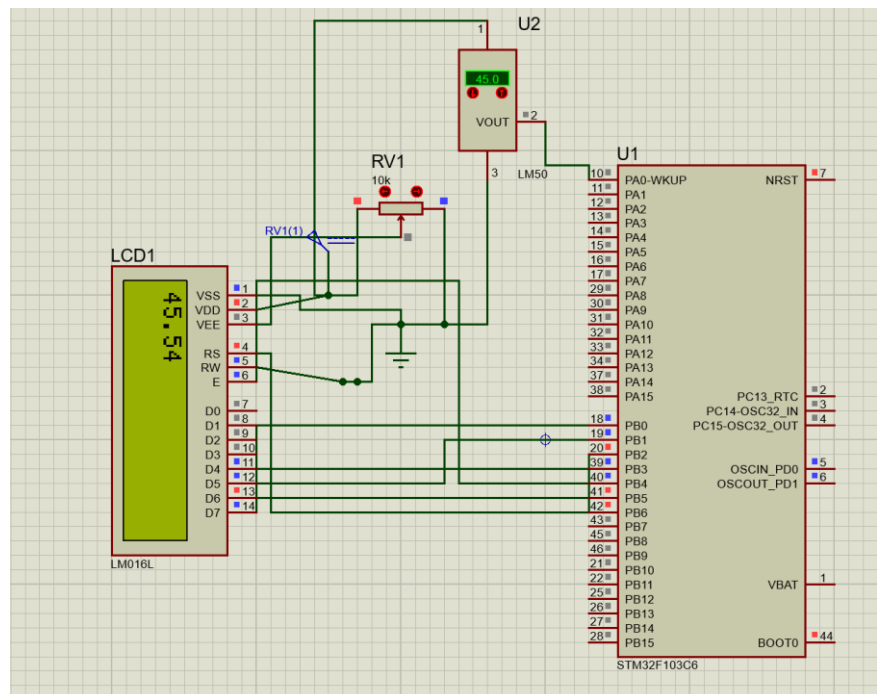 U2
1
45.0
VOUT
2
3
LM50
RV1
10k
RV1(1)
LCD1
45.54
VSS 1
VDD 2
VEE 3
RS 4
RW 5
E 6
D0 7
D1 8
D2 9
D3 10
D4 11
D5 12
D6 13
D7 14
LM016L
U1
10 PA0-WKUP NRST 7
11 PA1
12 PA2
13 PA3
14 PA4
15 PA5
16 PA6
17 PA7
29 PA8
30 PA9
31 PA10
32 PA11
33 PA12
34 PA13
37 PA14
38 PA15
PC13_RTC 2
PC14-OSC32_IN 3
PC15-OSC32_OUT 4
18 PB0
19 PB1
20 PB2
39 PB3 OSCIN_PD0 5
40 PB4 OSCOUT_PD1 6
41 PB5
42 PB6
43 PB7
45 PB8
46 PB9
21 PB10
22 PB11 VBAT 1
25 PB12
26 PB13
27 PB14
28 PB15 BOOT0 44
STM32F103C6